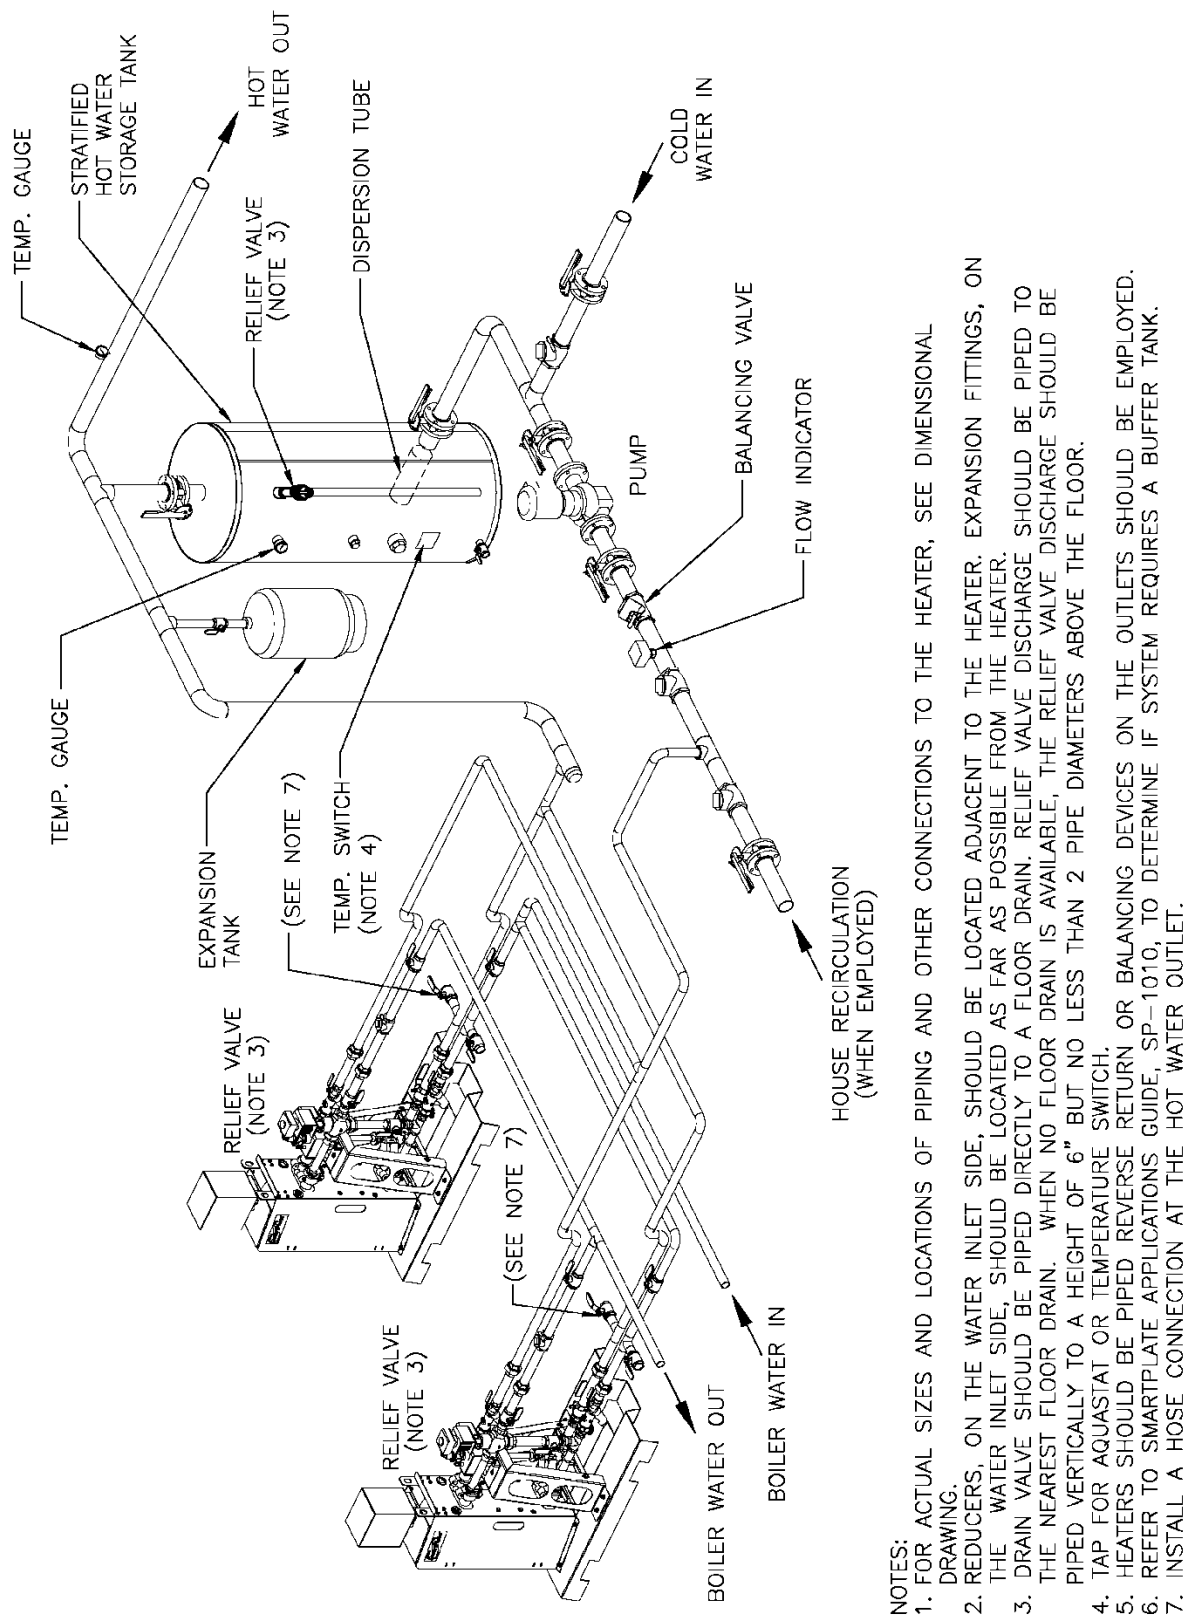 TEMP. GAUGE
STRATIFIED
HOT WATER
STORAGE TANK
HOT
WATER OUT
RELIEF VALVE
(NOTE 3)
DISPERSION TUBE
COLD
WATER IN
TEMP. GAUGE
EXPANSION
TANK
(SEE NOTE 7)
TEMP. SWITCH
(NOTE 4)
PUMP
BALANCING VALVE
FLOW INDICATOR
RELIEF VALVE
(NOTE 3)
(SEE NOTE 7)
HOUSE RECIRCULATION
(WHEN EMPLOYED)
RELIEF VALVE
(NOTE 3)
BOILER WATER OUT
BOILER WATER IN
NOTES:
1. FOR ACTUAL SIZES AND LOCATIONS OF PIPING AND OTHER CONNECTIONS TO THE HEATER, SEE DIMENSIONAL
DRAWING.
2. REDUCERS, ON THE WATER INLET SIDE, SHOULD BE LOCATED ADJACENT TO THE HEATER. EXPANSION FITTINGS, ON
THE WATER INLET SIDE, SHOULD BE LOCATED AS FAR AS POSSIBLE FROM THE HEATER.
3. DRAIN VALVE SHOULD BE PIPED DIRECTLY TO A FLOOR DRAIN. RELIEF VALVE DISCHARGE SHOULD BE PIPED TO
THE NEAREST FLOOR DRAIN. WHEN NO FLOOR DRAIN IS AVAILABLE, THE RELIEF VALVE DISCHARGE SHOULD BE
PIPED VERTICALLY TO A HEIGHT OF 6" BUT NO LESS THAN 2 PIPE DIAMETERS ABOVE THE FLOOR.
4. TAP FOR AQUASTAT OR TEMPERATURE SWITCH.
5. HEATERS SHOULD BE PIPED REVERSE RETURN OR BALANCING DEVICES ON THE OUTLETS SHOULD BE EMPLOYED.
6. REFER TO SMARTPLATE APPLICATIONS GUIDE, SP-1010, TO DETERMINE IF SYSTEM REQUIRES A BUFFER TANK.
7. INSTALL A HOSE CONNECTION AT THE HOT WATER OUTLET.